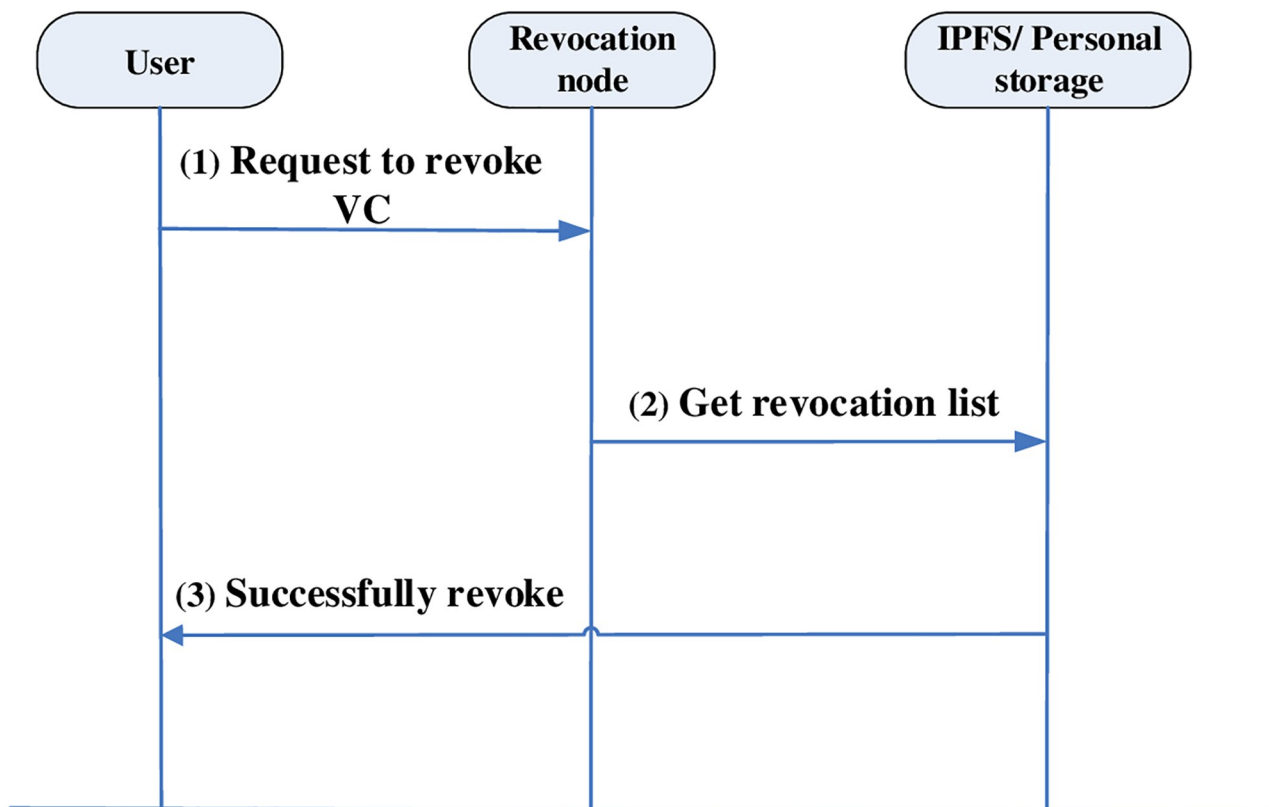 User
Revocation
node
IPFS/ Personal
storage
(1) Request to revoke
VC
(2) Get revocation list
(3) Successfully revoke